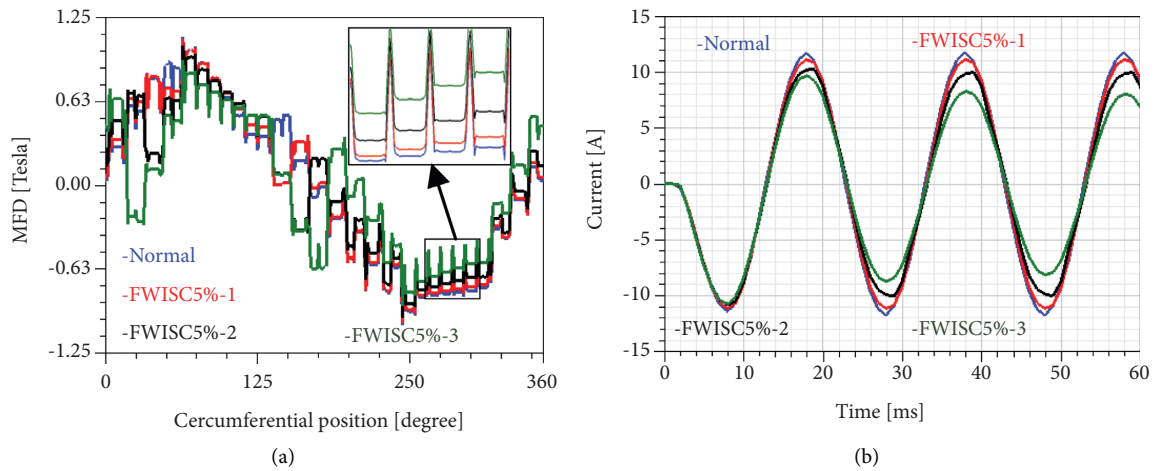 1.25
0.63
0.00
-0.63
-1.25
MFD [Tesla]
-Normal
-FWISC5%-1
-FWISC5%-2
-FWISC5%-3
0
125
250
360
Cercumferential position [degree]
(a)
15
10
5
0
-5
-10
-15
Current [A]
-Normal
-FWISC5%-1
-FWISC5%-2
-FWISC5%-3
0
10
20
30
40
50
60
Time [ms]
(b)